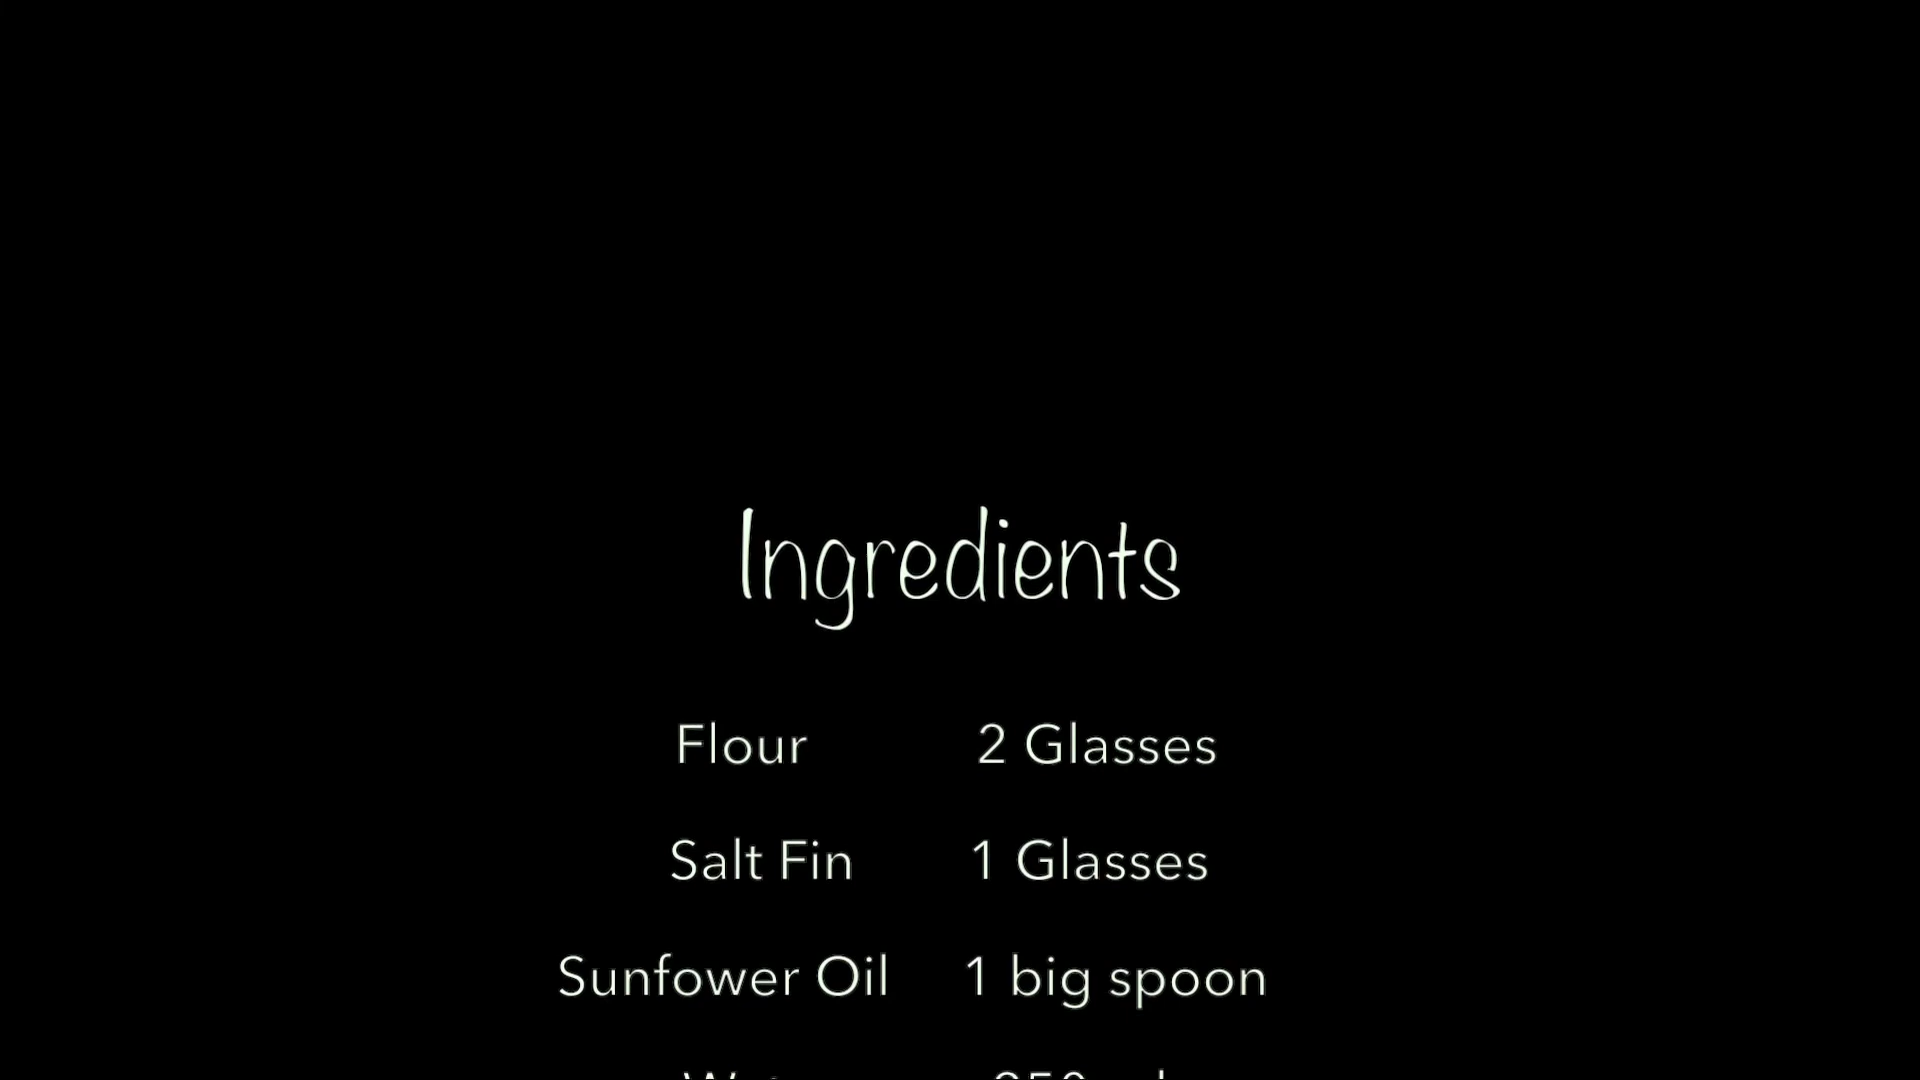 Ingredients
Flour 2 Glasses
Salt Fin 1 Glasses
Sunfower Oil 1 big spoon